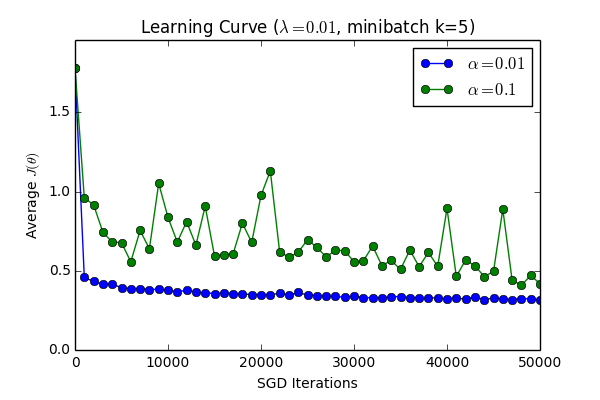 Learning Curve (λ=0.01, minibatch k=5)
α=0.01
α=0.1
Average J(θ)
1.5
1.0
0.5
0.0
0 10000 20000 30000 40000 50000
SGD Iterations